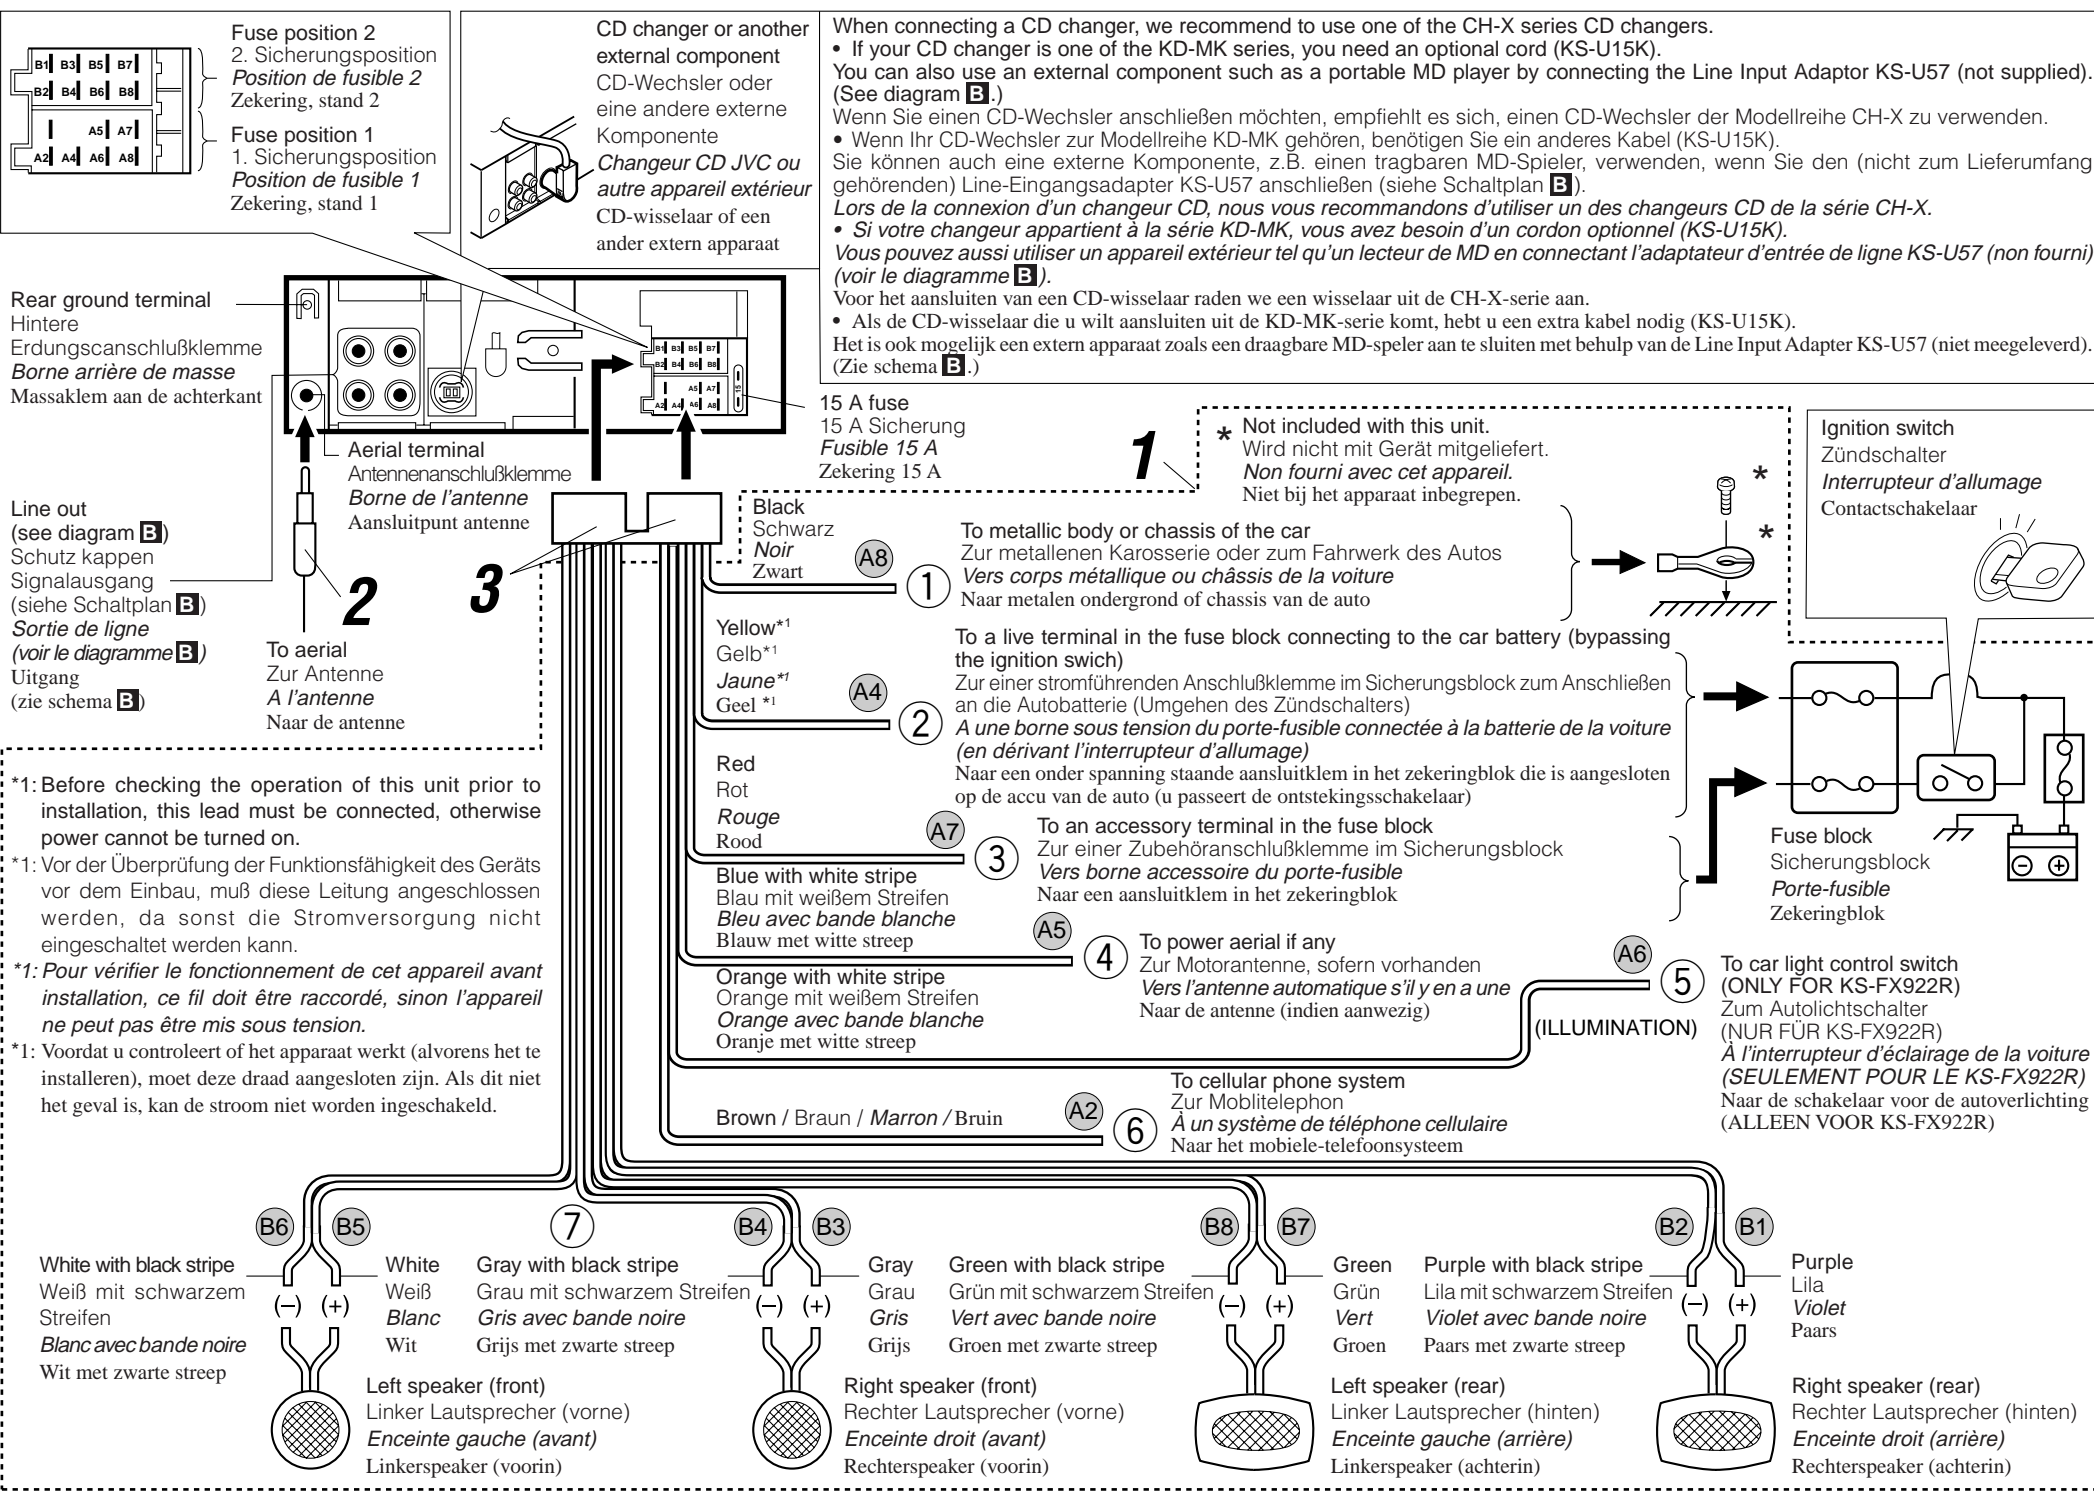 Fuse position 2
2. Sicherungsposition
Position de fusible 2
Zekering, stand 2
Fuse position 1
1. Sicherungsposition
Position de fusible 1
Zekering, stand 1
B1 B3 B5 B7
B2 B4 B6 B8
A5 A7
A2 A4 A6 A8
CD changer or another
external component
CD-Wechsler oder
eine andere externe
Komponente
Changeur CD JVC ou
autre appareil extérieur
CD-wisselaar of een
ander extern apparaat
When connecting a CD changer, we recommend to use one of the CH-X series CD changers.
• If your CD changer is one of the KD-MK series, you need an optional cord (KS-U15K).
You can also use an external component such as a portable MD player by connecting the Line Input Adaptor KS-U57 (not supplied).
(See diagram B .)
Wenn Sie einen CD-Wechsler anschließen möchten, empfiehlt es sich, einen CD-Wechsler der Modellreihe CH-X zu verwenden.
• Wenn Ihr CD-Wechsler zur Modellreihe KD-MK gehören, benötigen Sie ein anderes Kabel (KS-U15K).
Sie können auch eine externe Komponente, z.B. einen tragbaren MD-Spieler, verwenden, wenn Sie den (nicht zum Lieferumfang
gehörenden) Line-Eingangsadapter KS-U57 anschließen (siehe Schaltplan B ).
Lors de la connexion d'un changeur CD, nous vous recommandons d'utiliser un des changeurs CD de la série CH-X.
• Si votre changeur appartient à la série KD-MK, vous avez besoin d'un cordon optionnel (KS-U15K).
Vous pouvez aussi utiliser un appareil extérieur tel qu'un lecteur de MD en connectant l'adaptateur d'entrée de ligne KS-U57 (non fourni)
(voir le diagramme B ).
Voor het aansluiten van een CD-wisselaar raden we een wisselaar uit de CH-X-serie aan.
• Als de CD-wisselaar die u wilt aansluiten uit de KD-MK-serie komt, hebt u een extra kabel nodig (KS-U15K).
Het is ook mogelijk een extern apparaat zoals een draagbare MD-speler aan te sluiten met behulp van de Line Input Adapter KS-U57 (niet meegeleverd).
(Zie schema B .)
Rear ground terminal
Hintere
Erdungscanschlußklemme
Borne arrière de masse
Massaklem aan de achterkant
B1 B3 B5 B7
B2 B4 B6 B8
A5 A7
A2 A4 A6 A8
15
15 A fuse
15 A Sicherung
Fusible 15 A
Zekering 15 A
Aerial terminal
Antennenanschlußklemme
Borne de l'antenne
Aansluitpunt antenne
Line out
(see diagram B )
Schutz kappen
Signalausgang
(siehe Schaltplan B )
Sortie de ligne
(voir le diagramme B )
Uitgang
(zie schema B )
2
To aerial
Zur Antenne
A l'antenne
Naar de antenne
3
1
* Not included with this unit.
Wird nicht mit Gerät mitgeliefert.
Non fourni avec cet appareil.
Niet bij het apparaat inbegrepen.
*
*
Ignition switch
Zündschalter
Interrupteur d'allumage
Contactschakelaar
Black
Schwarz
Noir
Zwart
A8
①
To metallic body or chassis of the car
Zur metallenen Karosserie oder zum Fahrwerk des Autos
Vers corps métallique ou châssis de la voiture
Naar metalen ondergrond of chassis van de auto
Yellow*1
Gelb*1
Jaune*1
Geel *1
A4
②
To a live terminal in the fuse block connecting to the car battery (bypassing
the ignition swich)
Zur einer stromführenden Anschlußklemme im Sicherungsblock zum Anschließen
an die Autobatterie (Umgehen des Zündschalters)
A une borne sous tension du porte-fusible connectée à la batterie de la voiture
(en dérivant l'interrupteur d'allumage)
Naar een onder spanning staande aansluitklem in het zekeringblok die is aangesloten
op de accu van de auto (u passeert de ontstekingsschakelaar)
Red
Rot
Rouge
Rood
A7
③
To an accessory terminal in the fuse block
Zur einer Zubehöranschlußklemme im Sicherungsblock
Vers borne accessoire du porte-fusible
Naar een aansluitklem in het zekeringblok
Fuse block
Sicherungsblock
Porte-fusible
Zekeringblok
Blue with white stripe
Blau mit weißem Streifen
Bleu avec bande blanche
Blauw met witte streep
A5
④
To power aerial if any
Zur Motorantenne, sofern vorhanden
Vers l'antenne automatique s'il y en a une
Naar de antenne (indien aanwezig)
Orange with white stripe
Orange mit weißem Streifen
Orange avec bande blanche
Oranje met witte streep
(ILLUMINATION)
A6
⑤
To car light control switch
(ONLY FOR KS-FX922R)
Zum Autolichtschalter
(NUR FÜR KS-FX922R)
À l'interrupteur d'éclairage de la voiture
(SEULEMENT POUR LE KS-FX922R)
Naar de schakelaar voor de autoverlichting
(ALLEEN VOOR KS-FX922R)
Brown / Braun / Marron / Bruin
A2
⑥
To cellular phone system
Zur Moblitelephon
À un système de téléphone cellulaire
Naar het mobiele-telefoonsysteem
*1: Before checking the operation of this unit prior to
installation, this lead must be connected, otherwise
power cannot be turned on.
*1: Vor der Überprüfung der Funktionsfähigkeit des Geräts
vor dem Einbau, muß diese Leitung angeschlossen
werden, da sonst die Stromversorgung nicht
eingeschaltet werden kann.
*1: Pour vérifier le fonctionnement de cet appareil avant
installation, ce fil doit être raccordé, sinon l'appareil
ne peut pas être mis sous tension.
*1: Voordat u controleert of het apparaat werkt (alvorens het te
installeren), moet deze draad aangesloten zijn. Als dit niet
het geval is, kan de stroom niet worden ingeschakeld.
⑦
B6 B5
White with black stripe
Weiß mit schwarzem
Streifen
Blanc avec bande noire
Wit met zwarte streep
(–) (+)
White
Weiß
Blanc
Wit
Left speaker (front)
Linker Lautsprecher (vorne)
Enceinte gauche (avant)
Linkerspeaker (voorin)
B4 B3
Gray with black stripe
Grau mit schwarzem Streifen
Gris avec bande noire
Grijs met zwarte streep
(–) (+)
Gray
Grau
Gris
Grijs
Right speaker (front)
Rechter Lautsprecher (vorne)
Enceinte droit (avant)
Rechterspeaker (voorin)
B8 B7
Green with black stripe
Grün mit schwarzem Streifen
Vert avec bande noire
Groen met zwarte streep
(–) (+)
Green
Grün
Vert
Groen
Left speaker (rear)
Linker Lautsprecher (hinten)
Enceinte gauche (arrière)
Linkerspeaker (achterin)
B2 B1
Purple with black stripe
Lila mit schwarzem Streifen
Violet avec bande noire
Paars met zwarte streep
(–) (+)
Purple
Lila
Violet
Paars
Right speaker (rear)
Rechter Lautsprecher (hinten)
Enceinte droit (arrière)
Rechterspeaker (achterin)